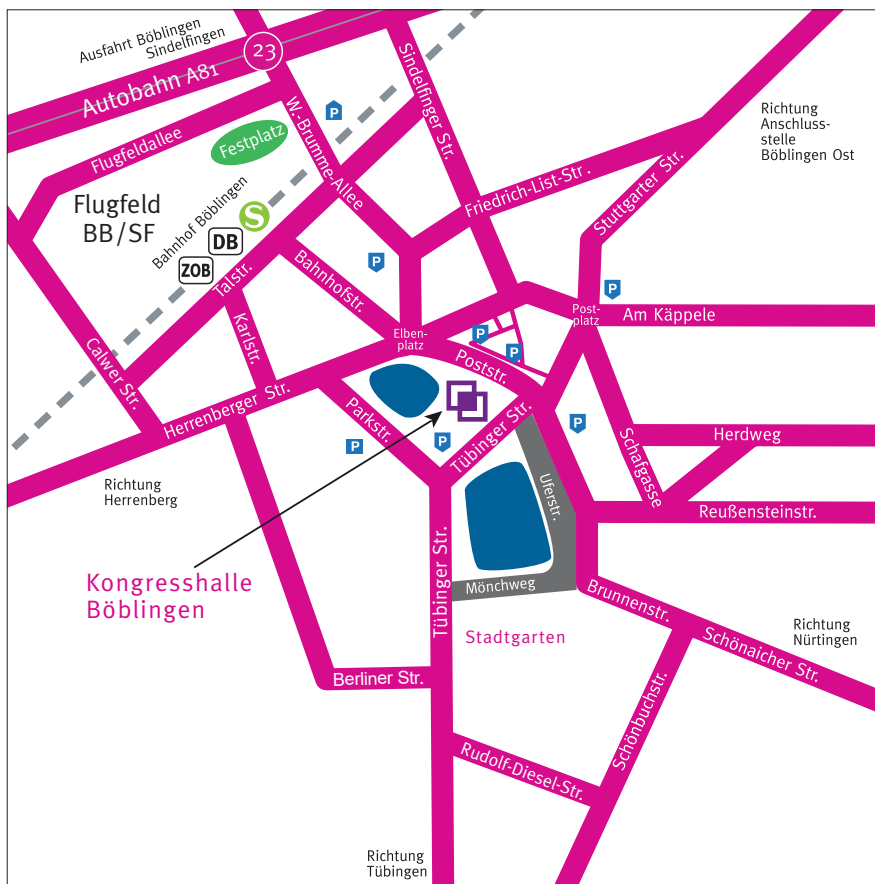 Ausfahrt Böblingen
Sindelfingen
23
Autobahn A81
Sindelfinger Str.
P
W.-Brumme-Allee
Richtung
Anschluss-
stelle
Böblingen Ost
Flugfeldallee
Festplatz
Friedrich-List-Str.
Stuttgarter Str.
Flugfeld
BB/SF
Bahnhof Böblingen
S
DB
ZOB
Talstr.
Bahnhofstr.
P
P
Post-
platz
Am Käppele
Karlstr.
Elben-
platz
P
P
Poststr.
Calwer Str.
Herrenberger Str.
Parkstr.
Tübinger Str.
P
P
P
Schafgasse
Herdweg
Richtung
Herrenberg
Uferstr.
Reußensteinstr.
Tübinger Str.
Kongresshalle
Böblingen
Mönchweg
Brunnenstr.
Stadtgarten
Schönaicher Str.
Richtung
Nürtingen
Berliner Str.
Schönbuchstr.
Rudolf-Diesel-Str.
Richtung
Tübingen